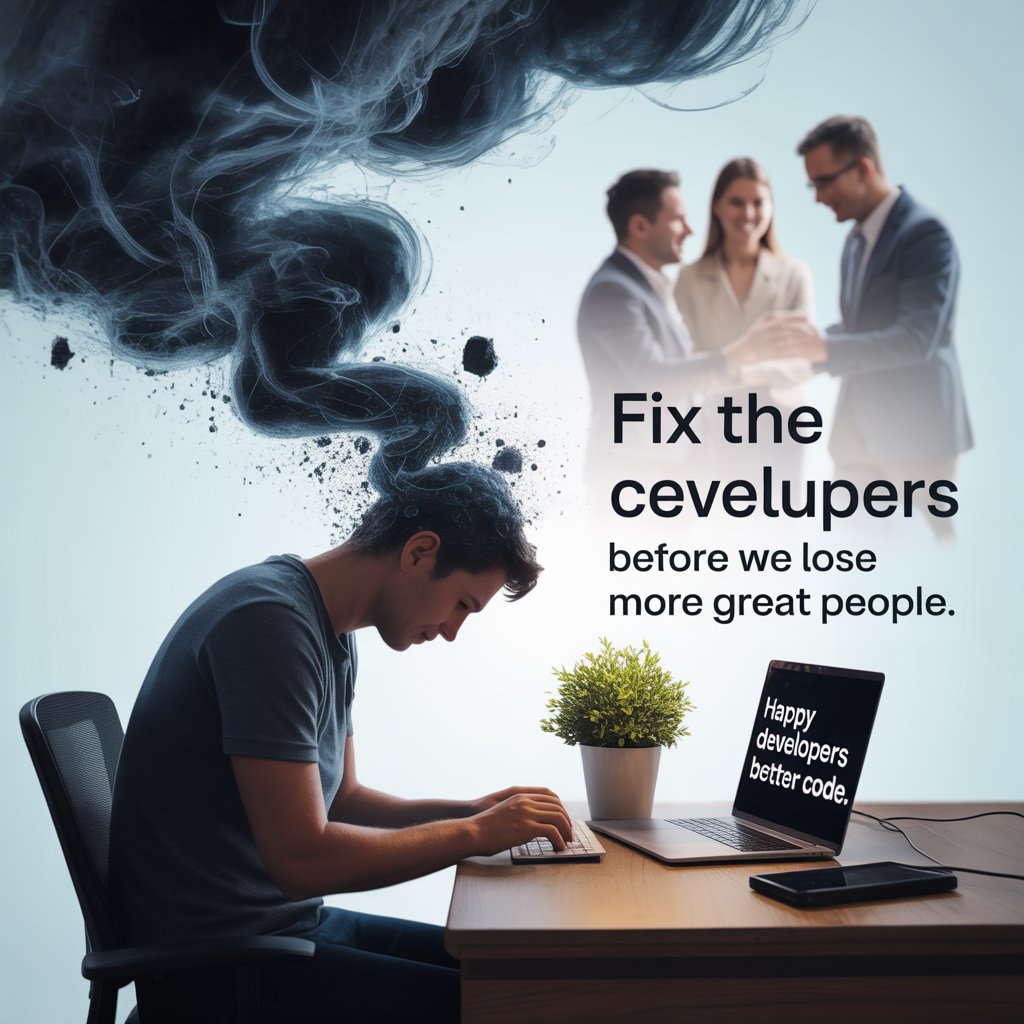 Fix the
cevelupers
before we lose
more great people.
Happy
developers
better code.